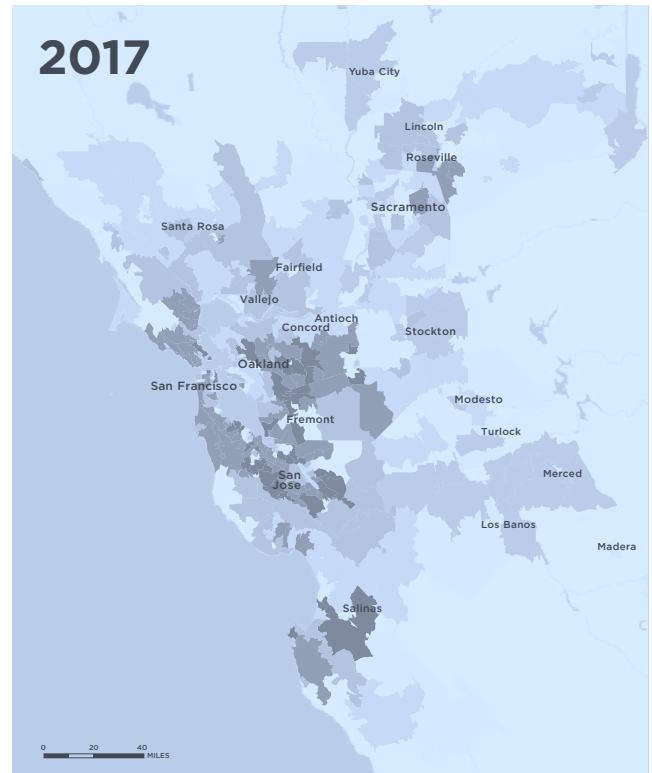 2017
Yuba City
Lincoln
Roseville
Sacramento
Santa Rosa
Fairfield
Vallejo
Antioch
Concord
Stockton
Oakland
San Francisco
Modesto
Fremont
Turlock
Merced
San
Jose
Los Banos
Madera
Salinas
0 20 40
MILES